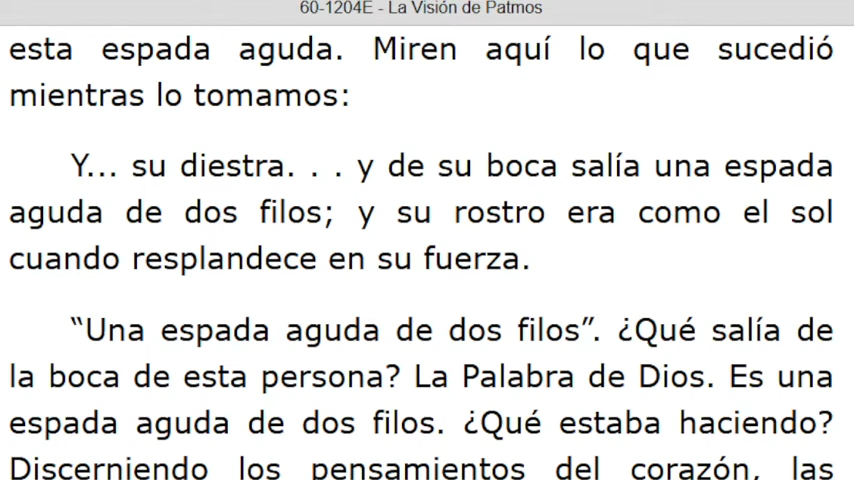 60-1204E - La Visión de Patmos
esta espada aguda. Miren aquí lo que sucedió
mientras lo tomamos:
Y... su diestra. . . y de su boca salía una espada
aguda de dos filos; y su rostro era como el sol
cuando resplandece en su fuerza.
“Una espada aguda de dos filos”. ¿Qué salía de
la boca de esta persona? La Palabra de Dios. Es una
espada aguda de dos filos. ¿Qué estaba haciendo?
Discerniendo los pensamientos del corazón, las